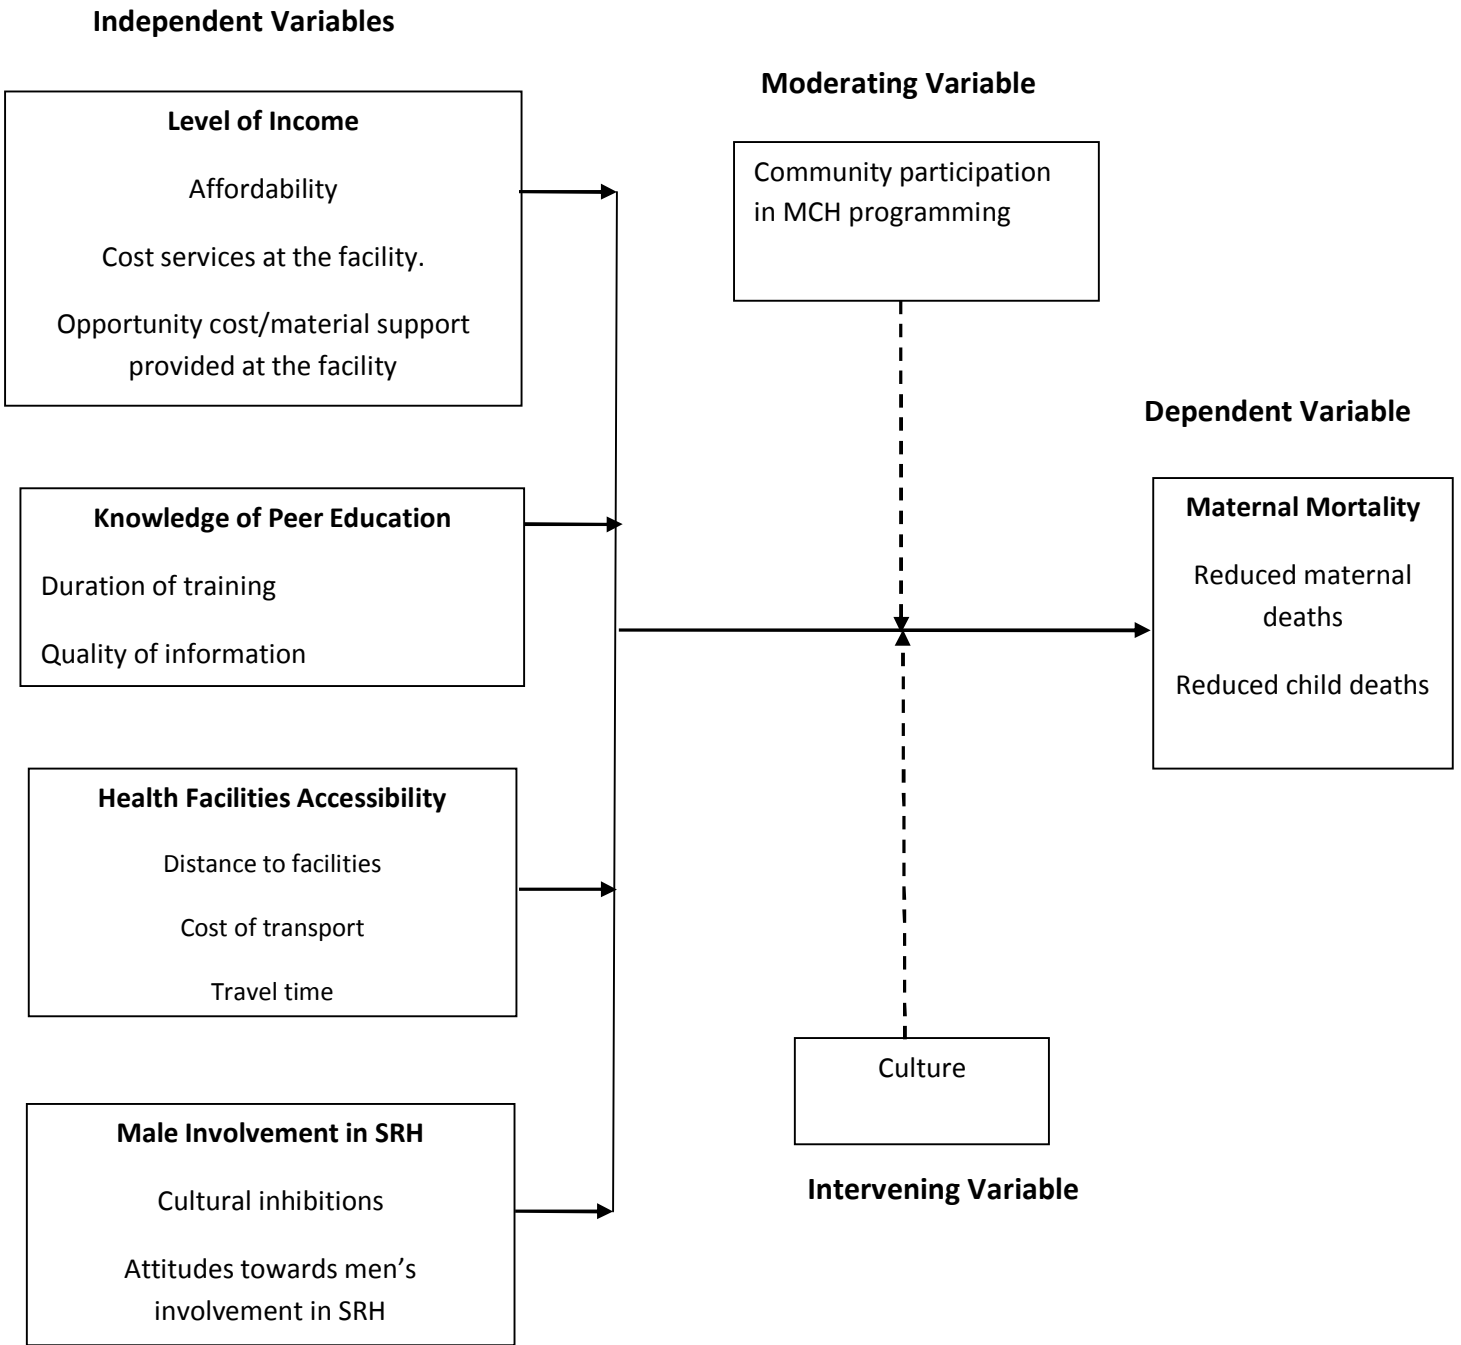 Independent Variables
Level of Income
Affordability
Cost services at the facility.
Opportunity cost/material support
provided at the facility
Knowledge of Peer Education
Duration of training
Quality of information
Health Facilities Accessibility
Distance to facilities
Cost of transport
Travel time
Male Involvement in SRH
Cultural inhibitions
Attitudes towards men’s
involvement in SRH
Moderating Variable
Community participation
in MCH programming
Culture
Intervening Variable
Dependent Variable
Maternal Mortality
Reduced maternal
deaths
Reduced child deaths